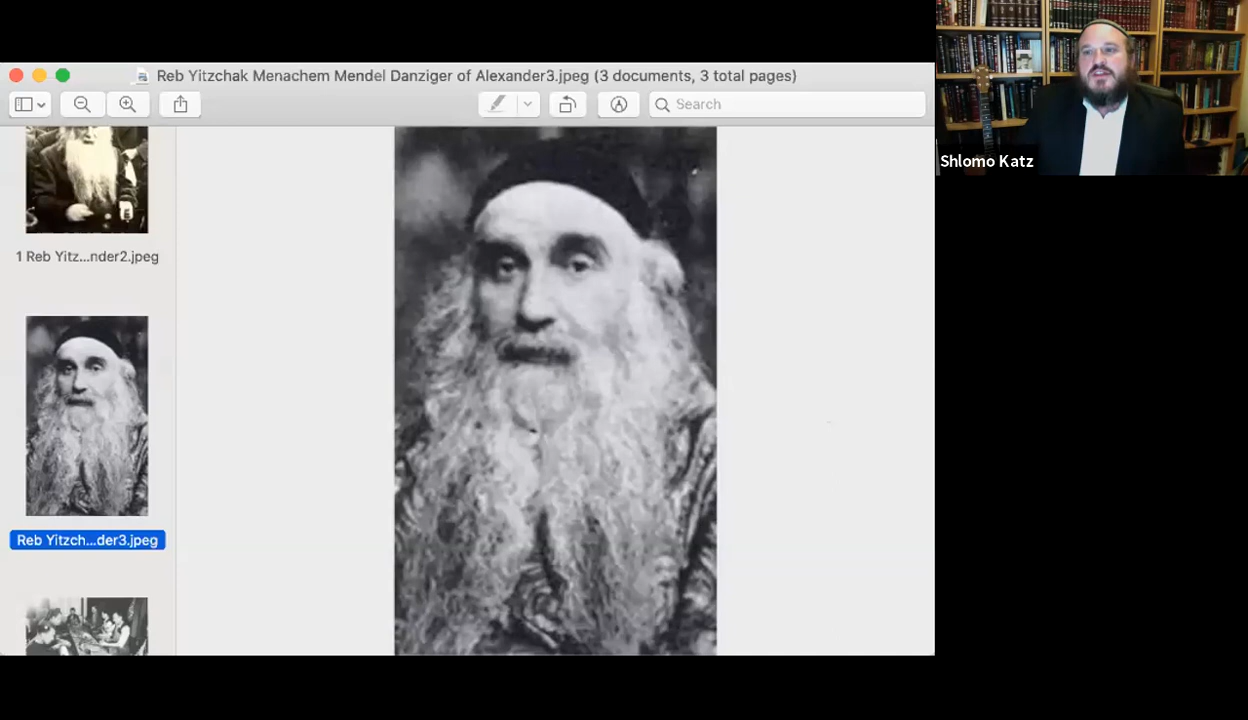 Reb Yitzchak Menachem Mendel Danziger of Alexander3.jpeg (3 documents, 3 total pages)
Search
Shlomo Katz
1 Reb Yitz...nder2.jpeg
Reb Yitzch...der3.jpeg